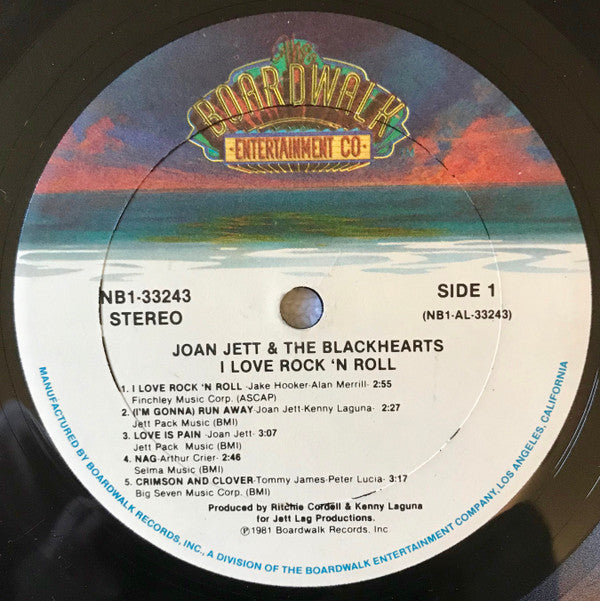 The
BOARDWALK
ENTERTAINMENT CO.
NB1-33243
STEREO
SIDE 1
(NB1-AL-33243)
JOAN JETT & THE BLACKHEARTS
I LOVE ROCK 'N ROLL
1. I LOVE ROCK 'N ROLL -Jake Hooker-Alan Merrill- 2:55
Finchley Music Corp. (ASCAP)
2. (I'M GONNA) RUN AWAY-Joan Jett-Kenny Laguna- 2:27
Jett Pack Music (BMI)
3. LOVE IS PAIN -Joan Jett- 3:07
Jett Pack Music (BMI)
4. NAG-Arthur Crier- 2:46
Selma Music (BMI)
5. CRIMSON AND CLOVER-Tommy James-Peter Lucia- 3:17
Big Seven Music Corp. (BMI)
Produced by Ritchie Cordell & Kenny Laguna
for Jett Lag Productions.
℗1981 Boardwalk Records, Inc
MANUFACTURED BY BOARDWALK RECORDS, INC., A DIVISION OF THE BOARDWALK ENTERTAINMENT COMPANY, LOS ANGELES, CALIFORNIA